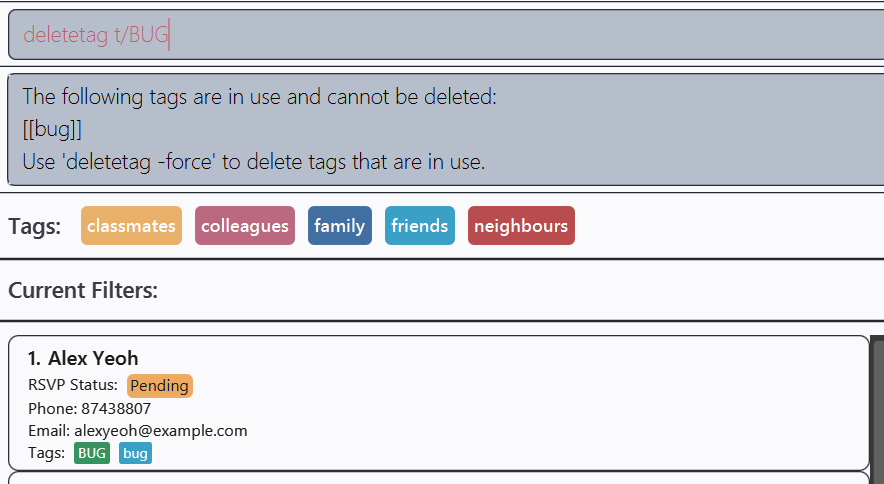 deletetag t/BUG
The following tags are in use and cannot be deleted:
[[bug]]
Use 'deletetag -force' to delete tags that are in use.
Tags: classmates colleagues family friends neighbours
Current Filters:
1. Alex Yeoh
RSVP Status: Pending
Phone: 87438807
Email: alexyeoh@example.com
Tags: BUG bug